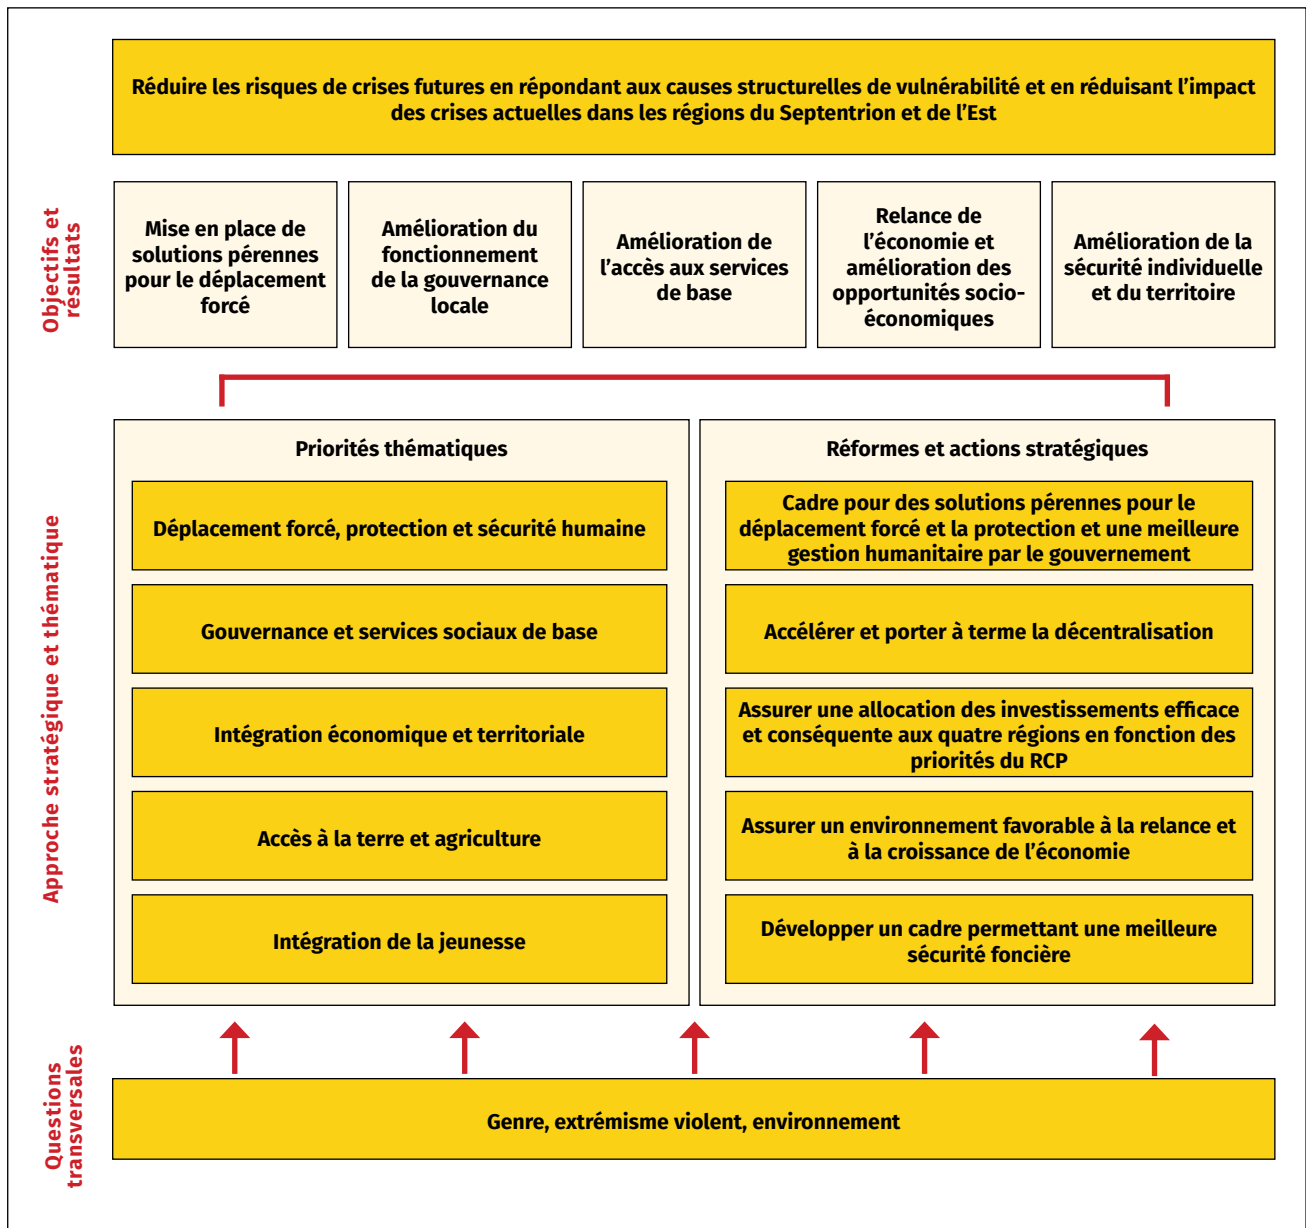 Réduire les risques de crises futures en répondant aux causes structurelles de vulnérabilité et en réduisant l’impact
des crises actuelles dans les régions du Septentrion et de l’Est
Objectifs et
résultats
Mise en place de
solutions pérennes
pour le déplacement
forcé
Amélioration du
fonctionnement
de la gouvernance
locale
Amélioration de
l’accès aux services
de base
Relance de
l’économie et
amélioration des
opportunités socio-
économiques
Amélioration de la
sécurité individuelle
et du territoire
Approche stratégique et thématique
Priorités thématiques
Déplacement forcé, protection et sécurité humaine
Gouvernance et services sociaux de base
Intégration économique et territoriale
Accès à la terre et agriculture
Intégration de la jeunesse
Réformes et actions stratégiques
Cadre pour des solutions pérennes pour le
déplacement forcé et la protection et une meilleure
gestion humanitaire par le gouvernement
Accélérer et porter à terme la décentralisation
Assurer une allocation des investissements efficace
et conséquente aux quatre régions en fonction des
priorités du RCP
Assurer un environnement favorable à la relance et
à la croissance de l’économie
Développer un cadre permettant une meilleure
sécurité foncière
Questions
transversales
Genre, extrémisme violent, environnement